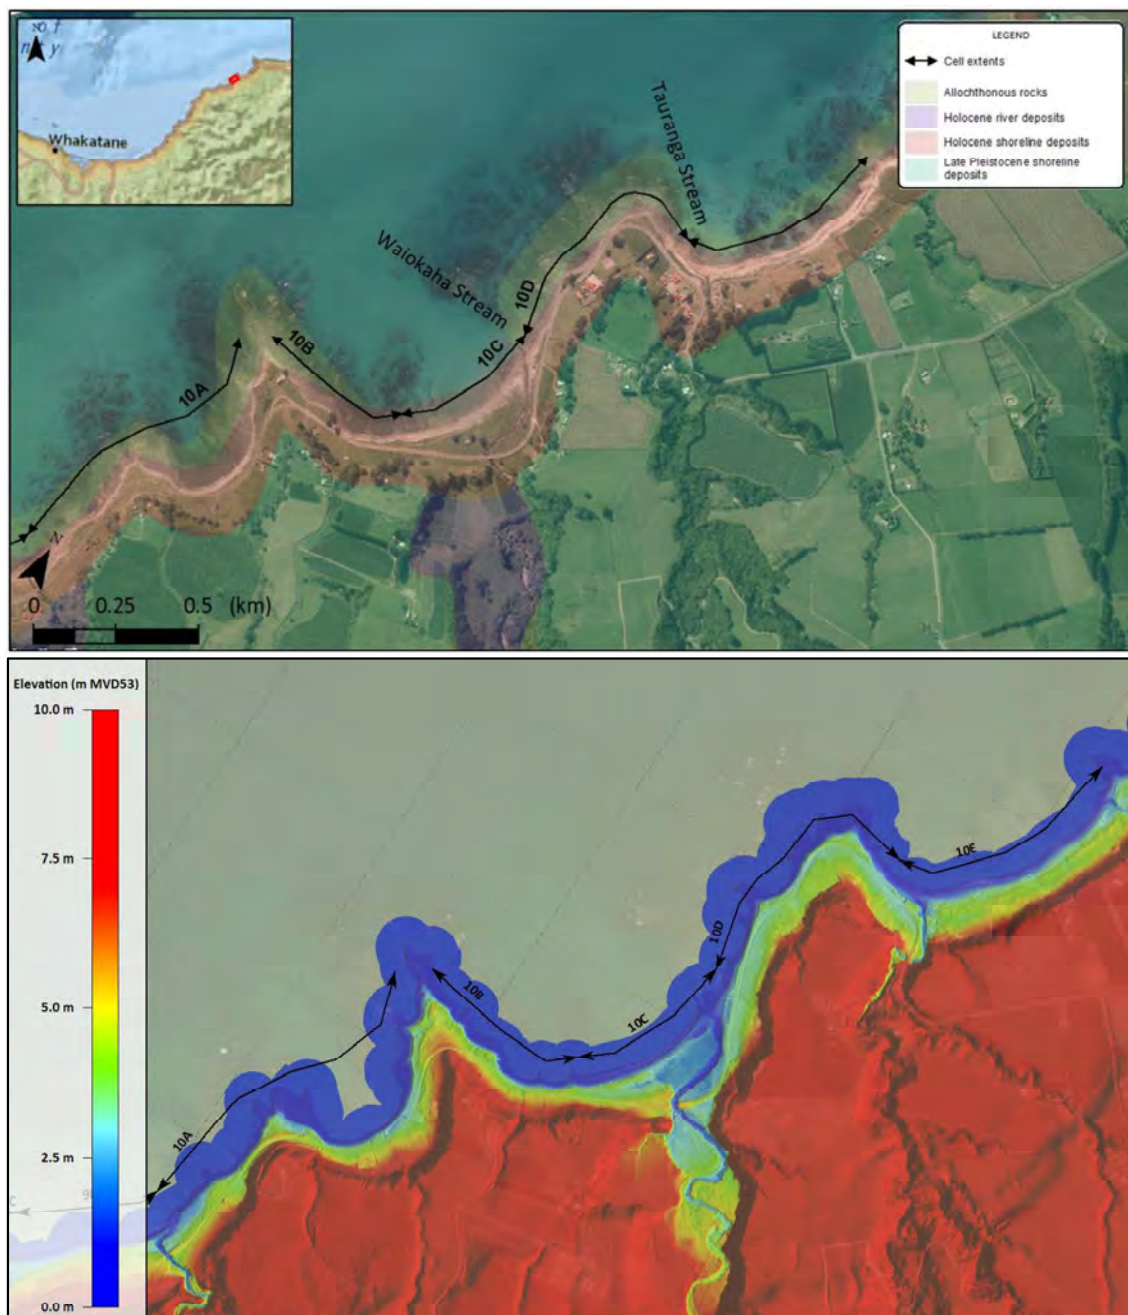 of
n r y
Whakatane
LEGEND
Cell extents
Allochthonous rocks
Holocene river deposits
Holocene shoreline deposits
Late Pleistocene shoreline
deposits
Tauranga Stream
Waiokaha Stream
10D
10B
10C
10A
N
0 0.25 0.5 (km)
Elevation (m MVD53)
10.0 m
7.5 m
5.0 m
2.5 m
0.0 m
10E
10D
10B
10C
10A